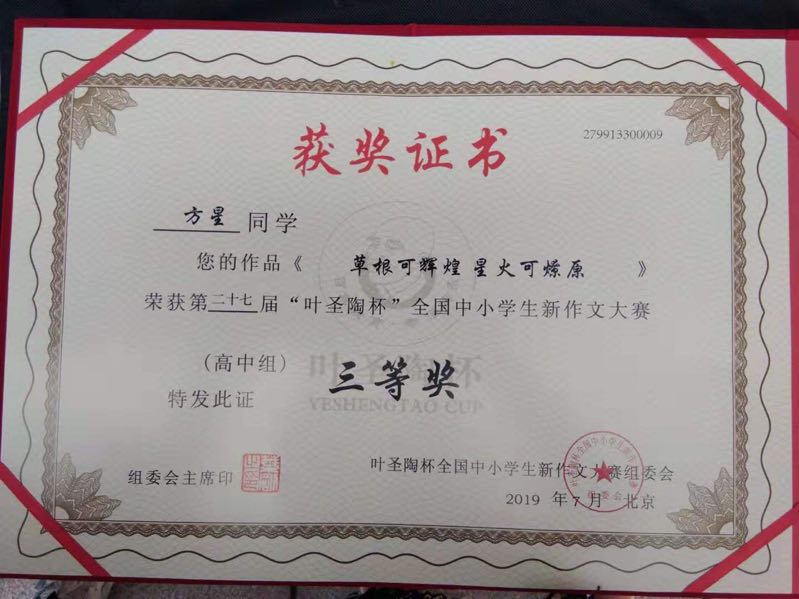 279913300009
获奖证书
方星 同学
您的作品《 草根可辉煌 星火可燎原 》
荣获第二十七届“叶圣陶杯”全国中小学生新作文大赛
(高中组)
三等奖
叶圣陶杯
YESHENGTAO CUP
特发此证
组委会主席印
叶圣陶杯全国中小学生新作文大赛组委会
2019 年 7 月 北京